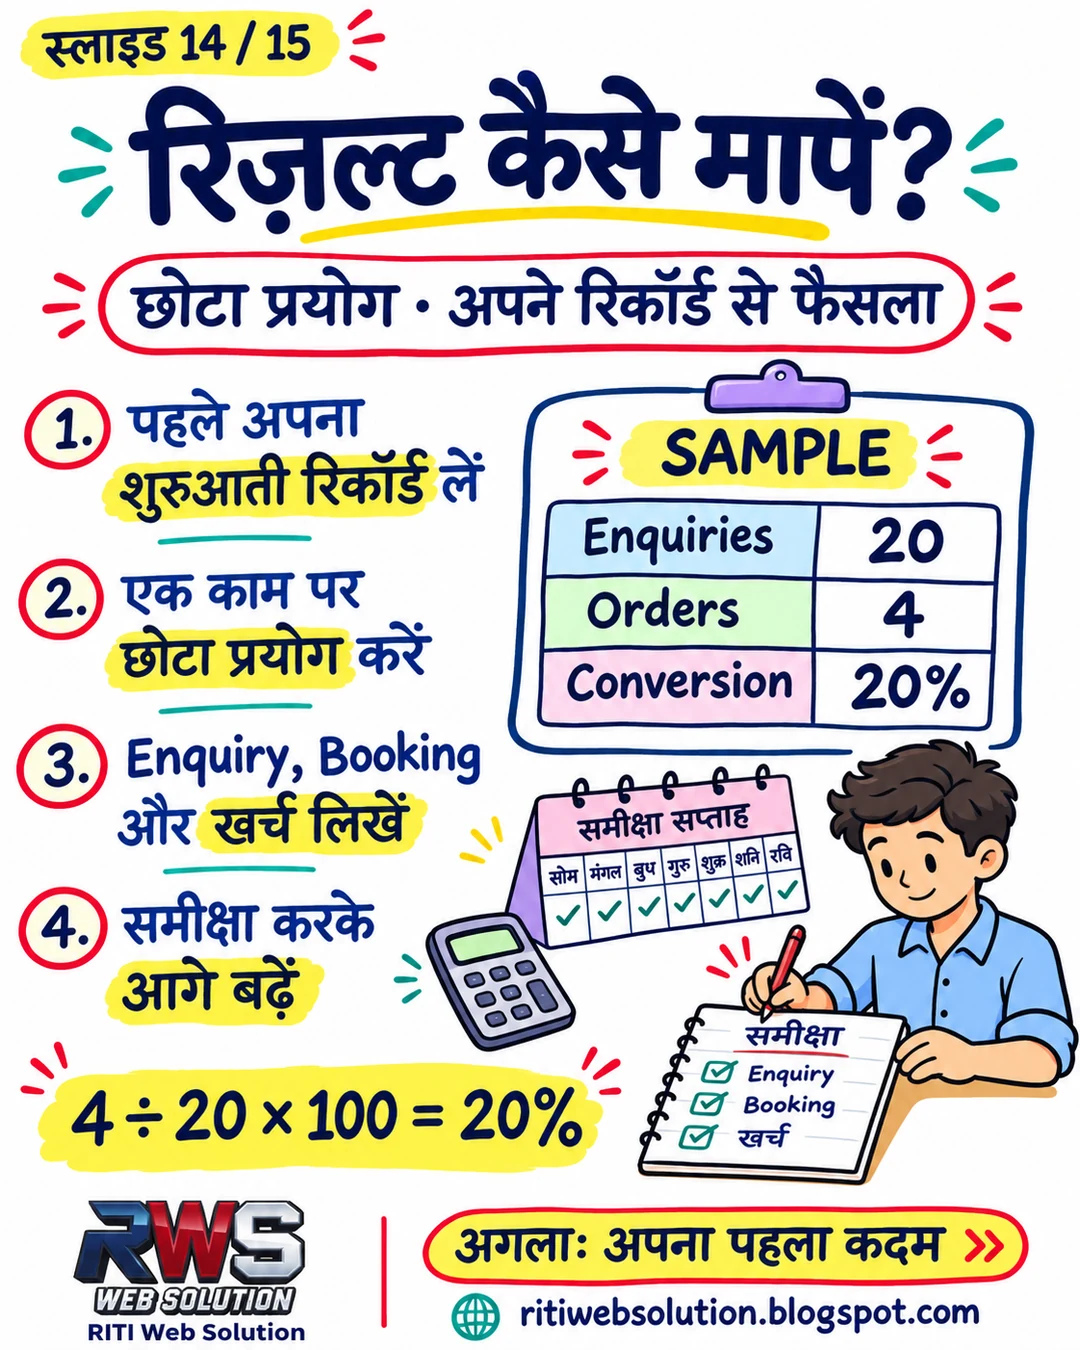 स्लाइड 14 / 15
रिज़ल्ट कैसे मापें?
छोटा प्रयोग · अपने रिकॉर्ड से फैसला
1. पहले अपना
शुरुआती रिकॉर्ड लें
2. एक काम पर
छोटा प्रयोग करें
3. Enquiry, Booking
और खर्च लिखें
4. समीक्षा करके
आगे बढ़ें
SAMPLE
Enquiries 20
Orders 4
Conversion 20%
समीक्षा सप्ताह
सोम मंगल बुध गुरु शुक्र शनि रवि
समीक्षा
Enquiry
Booking
खर्च
4 ÷ 20 × 100 = 20%
RWS
WEB SOLUTION
RITI Web Solution
अगला: अपना पहला कदम
ritiwebsolution.blogspot.com